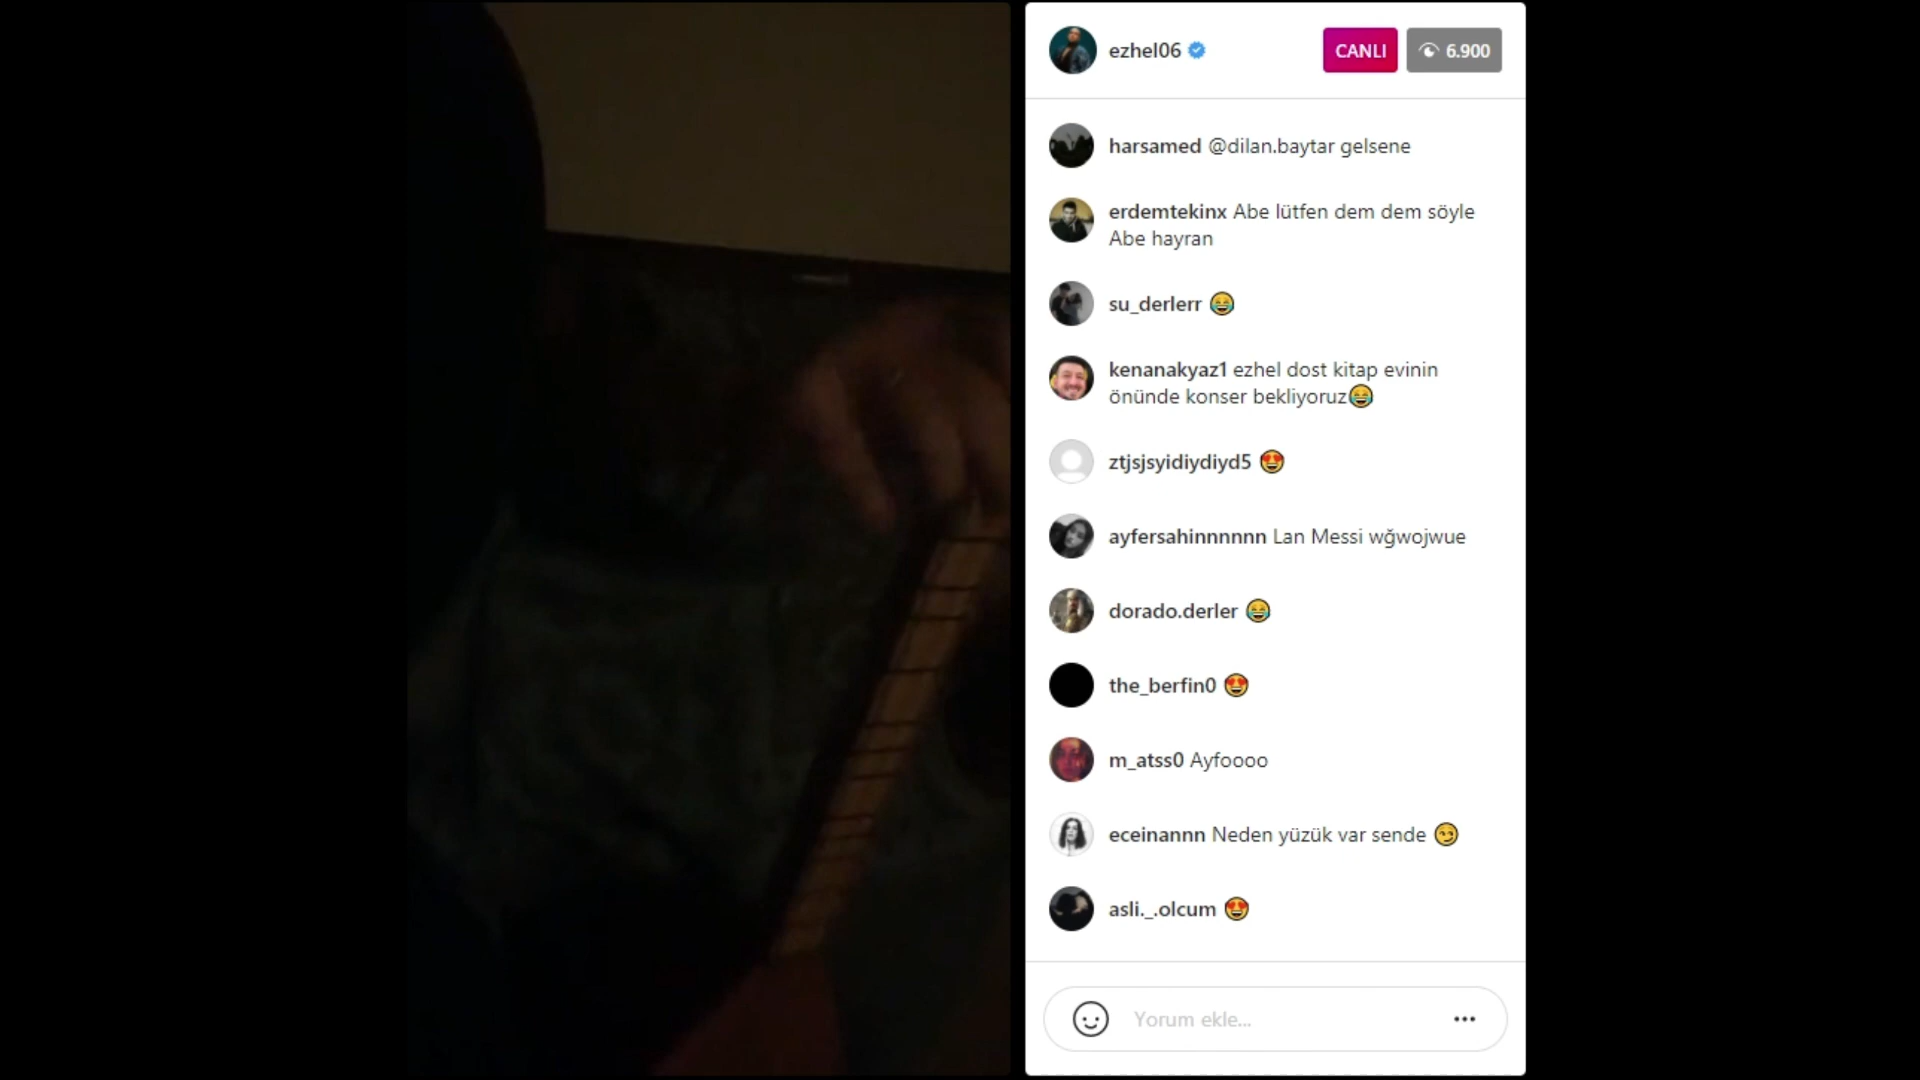 ezhel06
CANLI
6.900
harsamed @dilan.baytar gelsene
erdemtekinx Abe lütfen dem dem söyle
Abe hayran
su_derlerr 😂
kenanakyaz1 ezhel dost kitap evinin
önünde konser bekliyoruz😂
ztjsjsyidiydiyd5 😍
ayfersahinnnnnn Lan Messi wğwojwue
dorado.derler 😂
the_berfin0 😍
m_atss0 Ayfoooo
eceinannn Neden yüzük var sende 😏
asli._.olcum 😍
Yorum ekle...